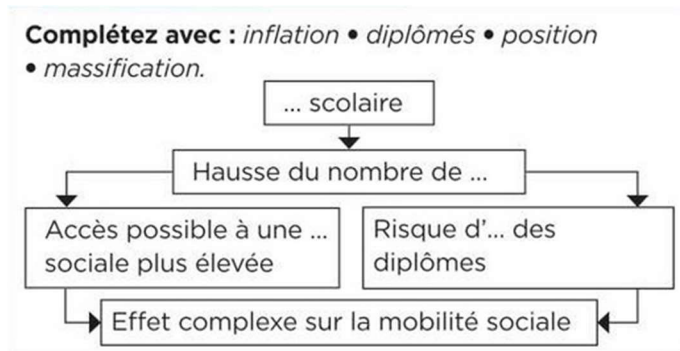 Complétez avec : inflation • diplômés • position
• massification.
... scolaire
Hausse du nombre de ...
Accès possible à une ...
sociale plus élevée
Risque d'... des
diplômes
Effet complexe sur la mobilité sociale